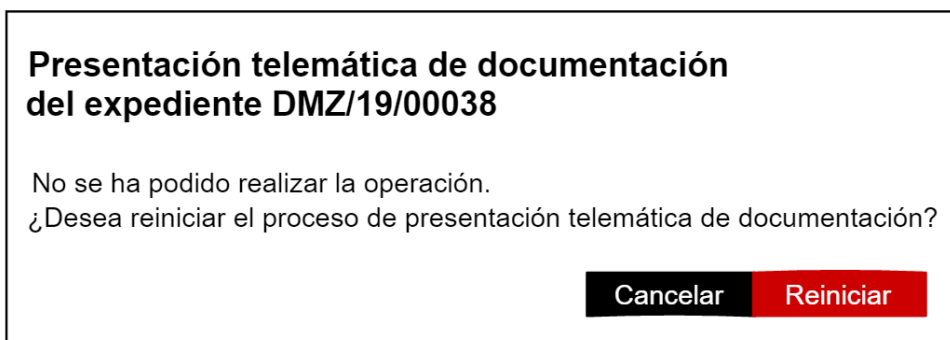 Presentación telemática de documentación
del expediente DMZ/19/00038
No se ha podido realizar la operación.
¿Desea reiniciar el proceso de presentación telemática de documentación?
Cancelar Reiniciar